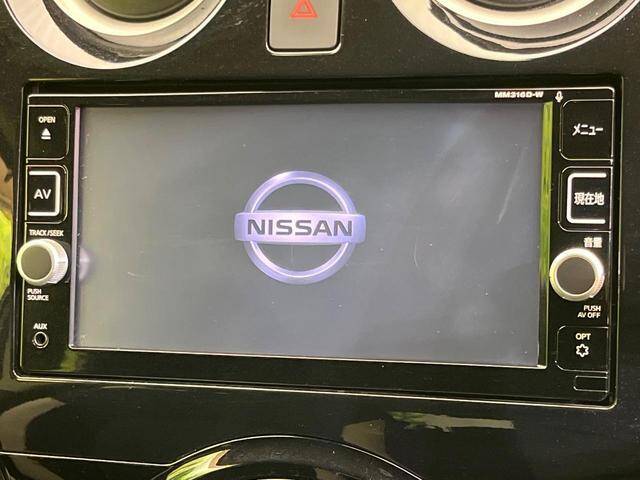 MM316D-W
OPEN
メニュー
AV
現在地
NISSAN
TRACK/SEEK
音量
PUSH
SOURCE
PUSH
AV OFF
AUX
OPT